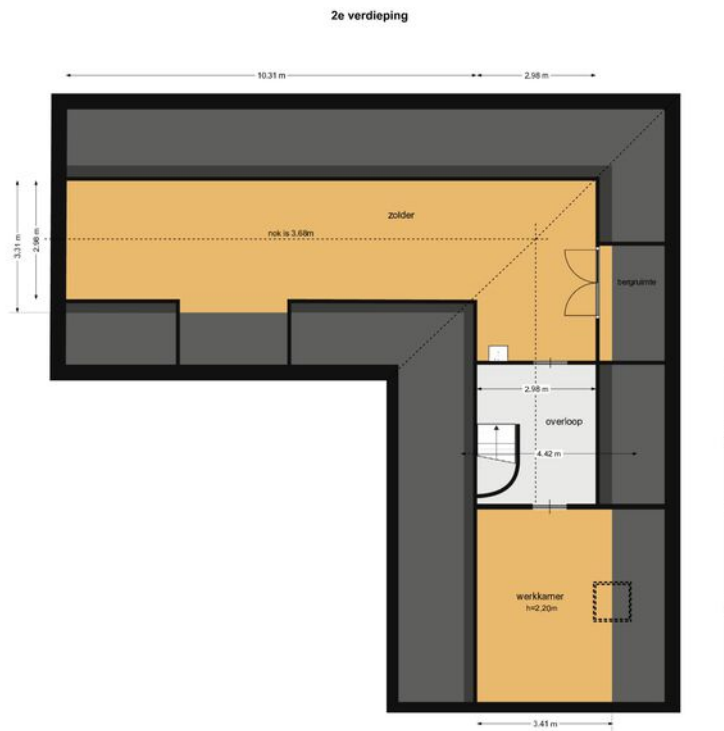 2e verdieping
10.31 m
2.98 m
zolder
nok is 3.68m
3.31 m
2.98 m
bergruimte
2.98 m
overloop
4.42 m
werkkamer
h=2,20m
3.41 m